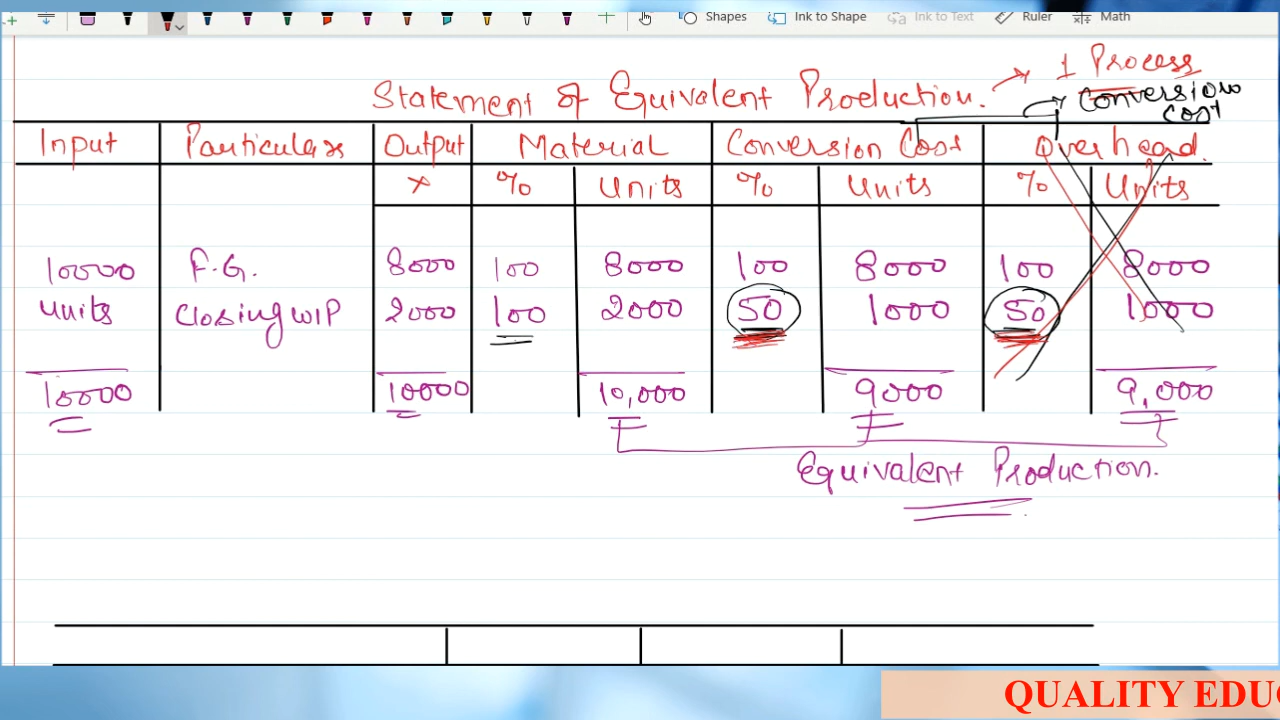 Shapes Ink to Shape Ink to Text Ruler Math
1 Process
Statement of Equivalent Production. Conversion
cost
Input Particulars Output Material Conversion Cost Overhead.
x % Units % Units % Units
10000 F.G. 8000 100 8000 100 8000 100 8000
Units Closing WIP 2000 100 2000 50 1000 50 1000
10000 10000 10,000 9000 9,000
Equivalent Production.
QUALITY EDUC